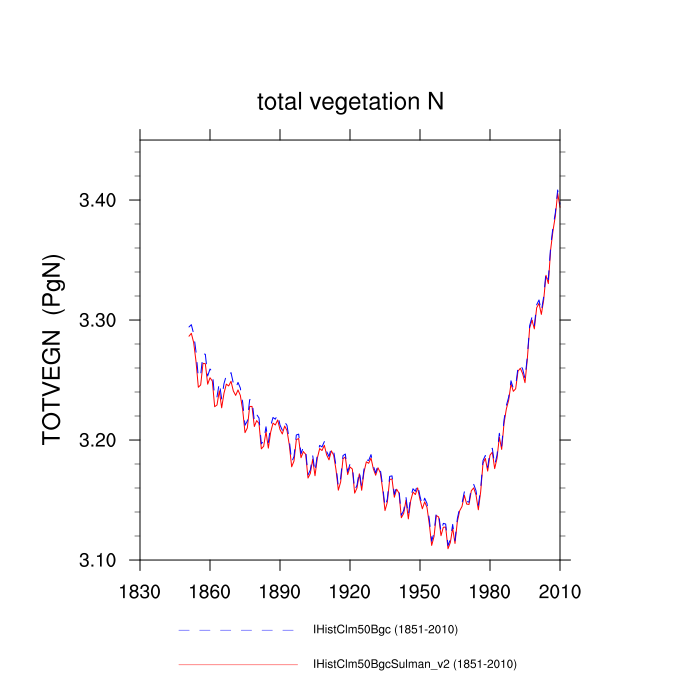 total vegetation N
TOTVEGN (PgN)
3.40
3.30
3.20
3.10
1830 1860 1890 1920 1950 1980 2010
IHistClm50Bgc (1851-2010)
IHistClm50BgcSulman_v2 (1851-2010)